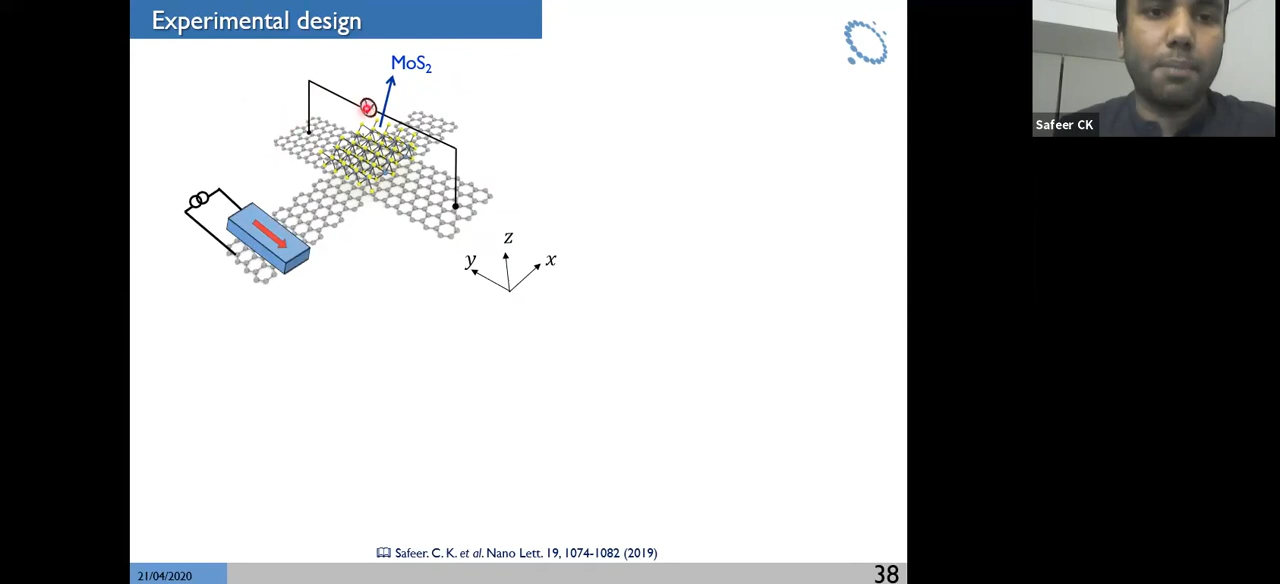 Experimental design
MoS₂
Safeer CK
z
y
x
Safeer. C. K. et al. Nano Lett. 19, 1074-1082 (2019)
21/04/2020
38